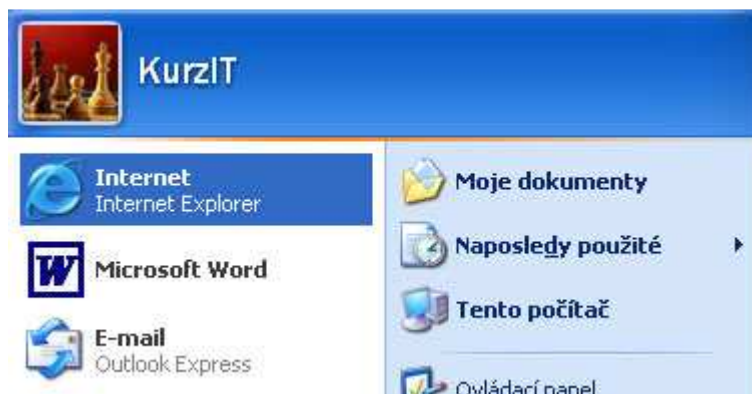 KurzIT
Internet
Internet Explorer
Microsoft Word
E-mail
Outlook Express
Moje dokumenty
Naposledy použité
Tento počítač
Ovládací panel